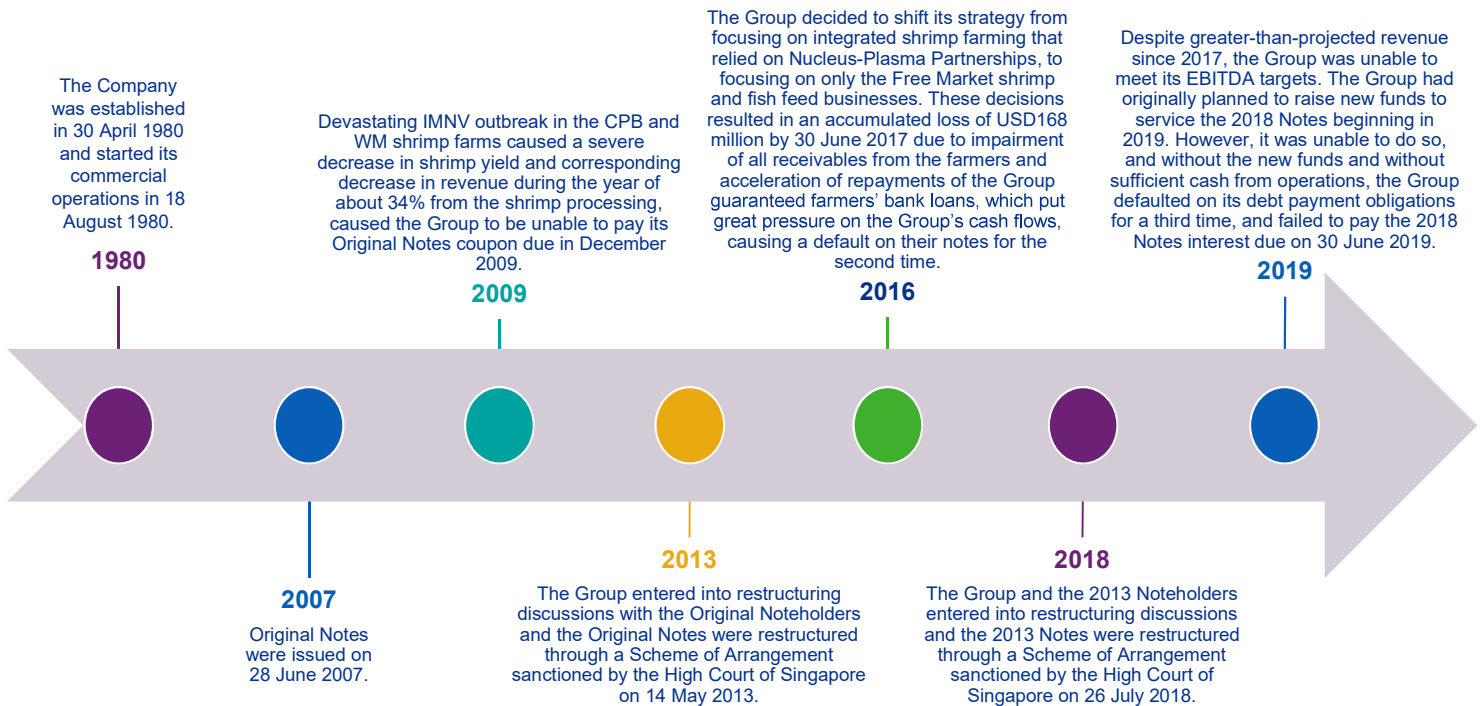 The Company
was established
in 30 April 1980
and started its
commercial
operations in 18
August 1980.
1980
Original Notes
were issued on
28 June 2007.
2007
Devastating IMNV outbreak in the CPB and
WM shrimp farms caused a severe
decrease in shrimp yield and corresponding
decrease in revenue during the year of
about 34% from the shrimp processing,
caused the Group to be unable to pay its
Original Notes coupon due in December
2009.
2009
2013
The Group entered into restructuring
discussions with the Original Noteholders
and the Original Notes were restructured
through a Scheme of Arrangement
sanctioned by the High Court of Singapore
on 14 May 2013.
The Group decided to shift its strategy from
focusing on integrated shrimp farming that
relied on Nucleus-Plasma Partnerships, to
focusing on only the Free Market shrimp
and fish feed businesses. These decisions
resulted in an accumulated loss of USD168
million by 30 June 2017 due to impairment
of all receivables from the farmers and
acceleration of repayments of the Group
guaranteed farmers' bank loans, which put
great pressure on the Group's cash flows,
causing a default on their notes for the
second time.
2016
2018
The Group and the 2013 Noteholders
entered into restructuring discussions
and the 2013 Notes were restructured
through a Scheme of Arrangement
sanctioned by the High Court of
Singapore on 26 July 2018.
Despite greater-than-projected revenue
since 2017, the Group was unable to
meet its EBITDA targets. The Group had
originally planned to raise new funds to
service the 2018 Notes beginning in
2019. However, it was unable to do so,
and without the new funds and without
sufficient cash from operations, the Group
defaulted on its debt payment obligations
for a third time, and failed to pay the 2018
Notes interest due on 30 June 2019.
2019